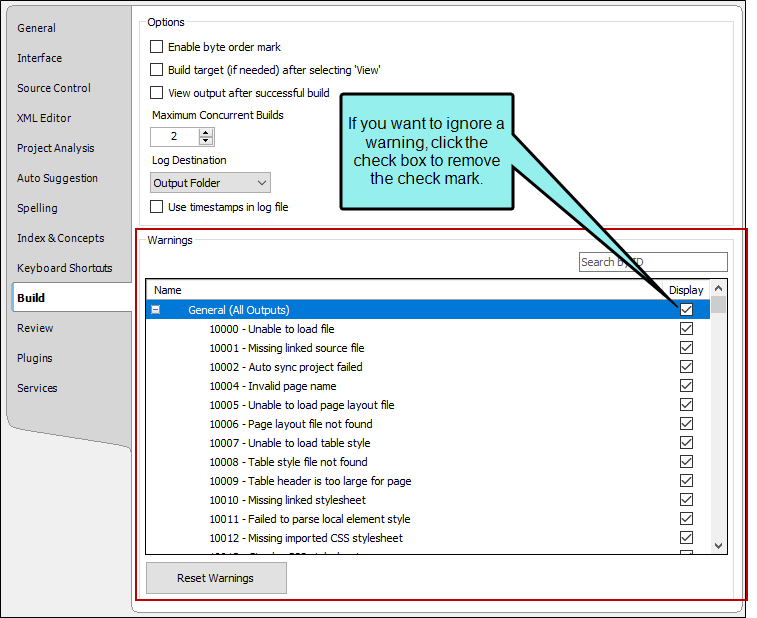 General
Interface
Source Control
XML Editor
Project Analysis
Auto Suggestion
Spelling
Index & Concepts
Keyboard Shortcuts
Build
Review
Plugins
Services
Options
Enable byte order mark
Build target (if needed) after selecting 'View'
View output after successful build
Maximum Concurrent Builds
2
Log Destination
Output Folder
Use timestamps in log file
If you want to ignore a
warning, click the
check box to remove
the check mark.
Warnings
Search by ID
Name Display
General (All Outputs)
10000 - Unable to load file
10001 - Missing linked source file
10002 - Auto sync project failed
10004 - Invalid page name
10005 - Unable to load page layout file
10006 - Page layout file not found
10007 - Unable to load table style
10008 - Table style file not found
10009 - Table header is too large for page
10010 - Missing linked stylesheet
10011 - Failed to parse local element style
10012 - Missing imported CSS stylesheet
Reset Warnings